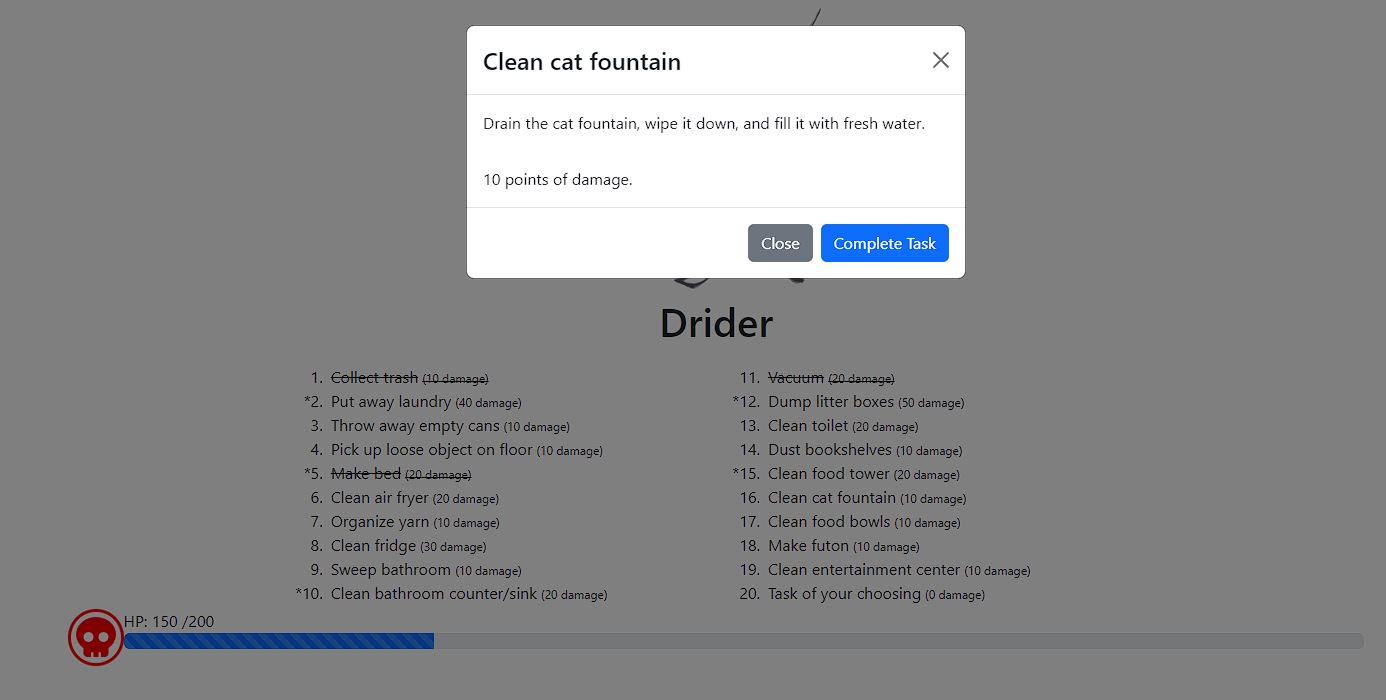 Clean cat fountain
Drain the cat fountain, wipe it down, and fill it with fresh water.
10 points of damage.
Close
Complete Task
Drider
1. Collect trash (10 damage)
*2. Put away laundry (40 damage)
3. Throw away empty cans (10 damage)
4. Pick up loose object on floor (10 damage)
*5. Make bed (20 damage)
6. Clean air fryer (20 damage)
7. Organize yarn (10 damage)
8. Clean fridge (30 damage)
9. Sweep bathroom (10 damage)
*10. Clean bathroom counter/sink (20 damage)
11. Vacuum (20 damage)
*12. Dump litter boxes (50 damage)
13. Clean toilet (20 damage)
14. Dust bookshelves (10 damage)
*15. Clean food tower (20 damage)
16. Clean cat fountain (10 damage)
17. Clean food bowls (10 damage)
18. Make futon (10 damage)
19. Clean entertainment center (10 damage)
20. Task of your choosing (0 damage)
HP: 150 /200